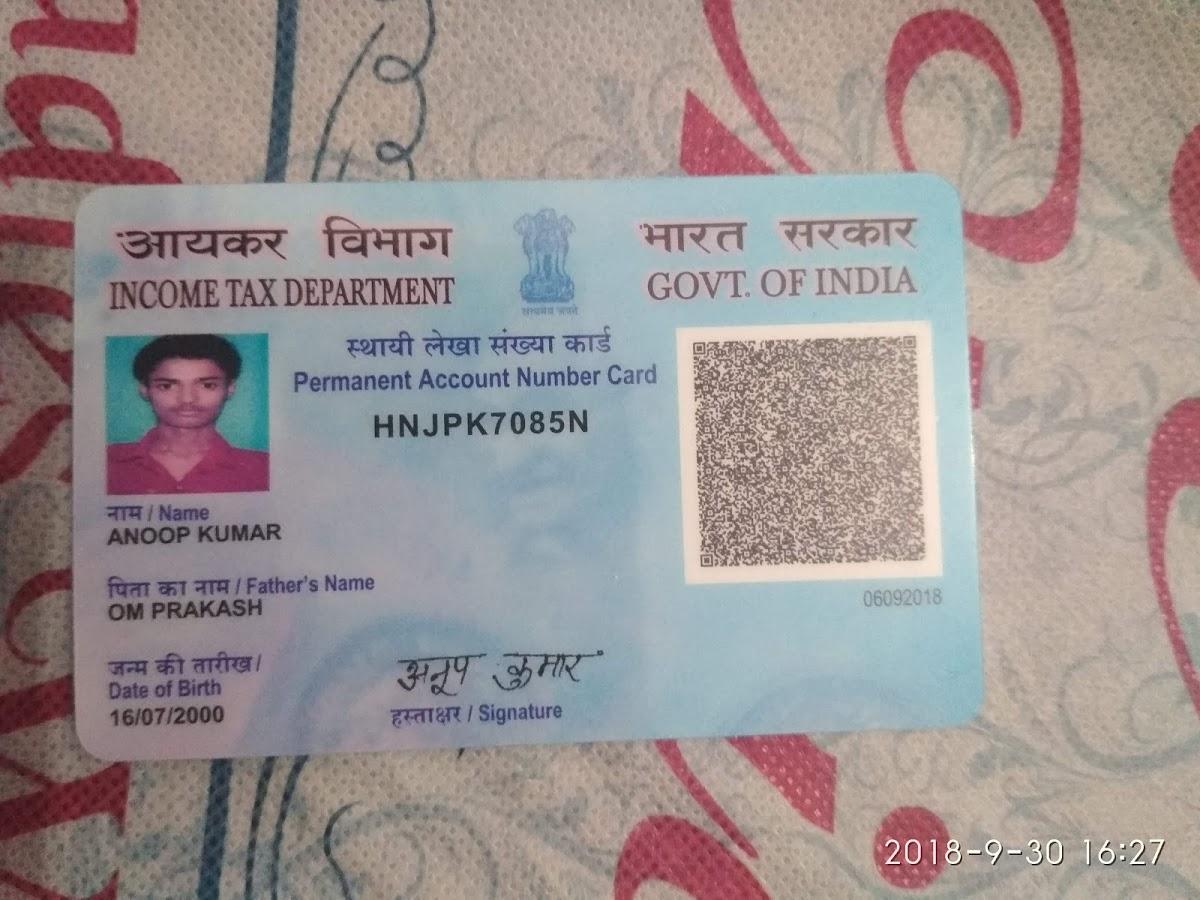 आयकर विभाग
INCOME TAX DEPARTMENT
भारत सरकार
GOVT. OF INDIA
सत्यमेव जयते
स्थायी लेखा संख्या कार्ड
Permanent Account Number Card
HNJPK7085N
नाम / Name
ANOOP KUMAR
पिता का नाम / Father's Name
OM PRAKASH
जन्म की तारीख /
Date of Birth
16/07/2000
अनूप कुमार
हस्ताक्षर / Signature
06092018
2018-9-30 16:27